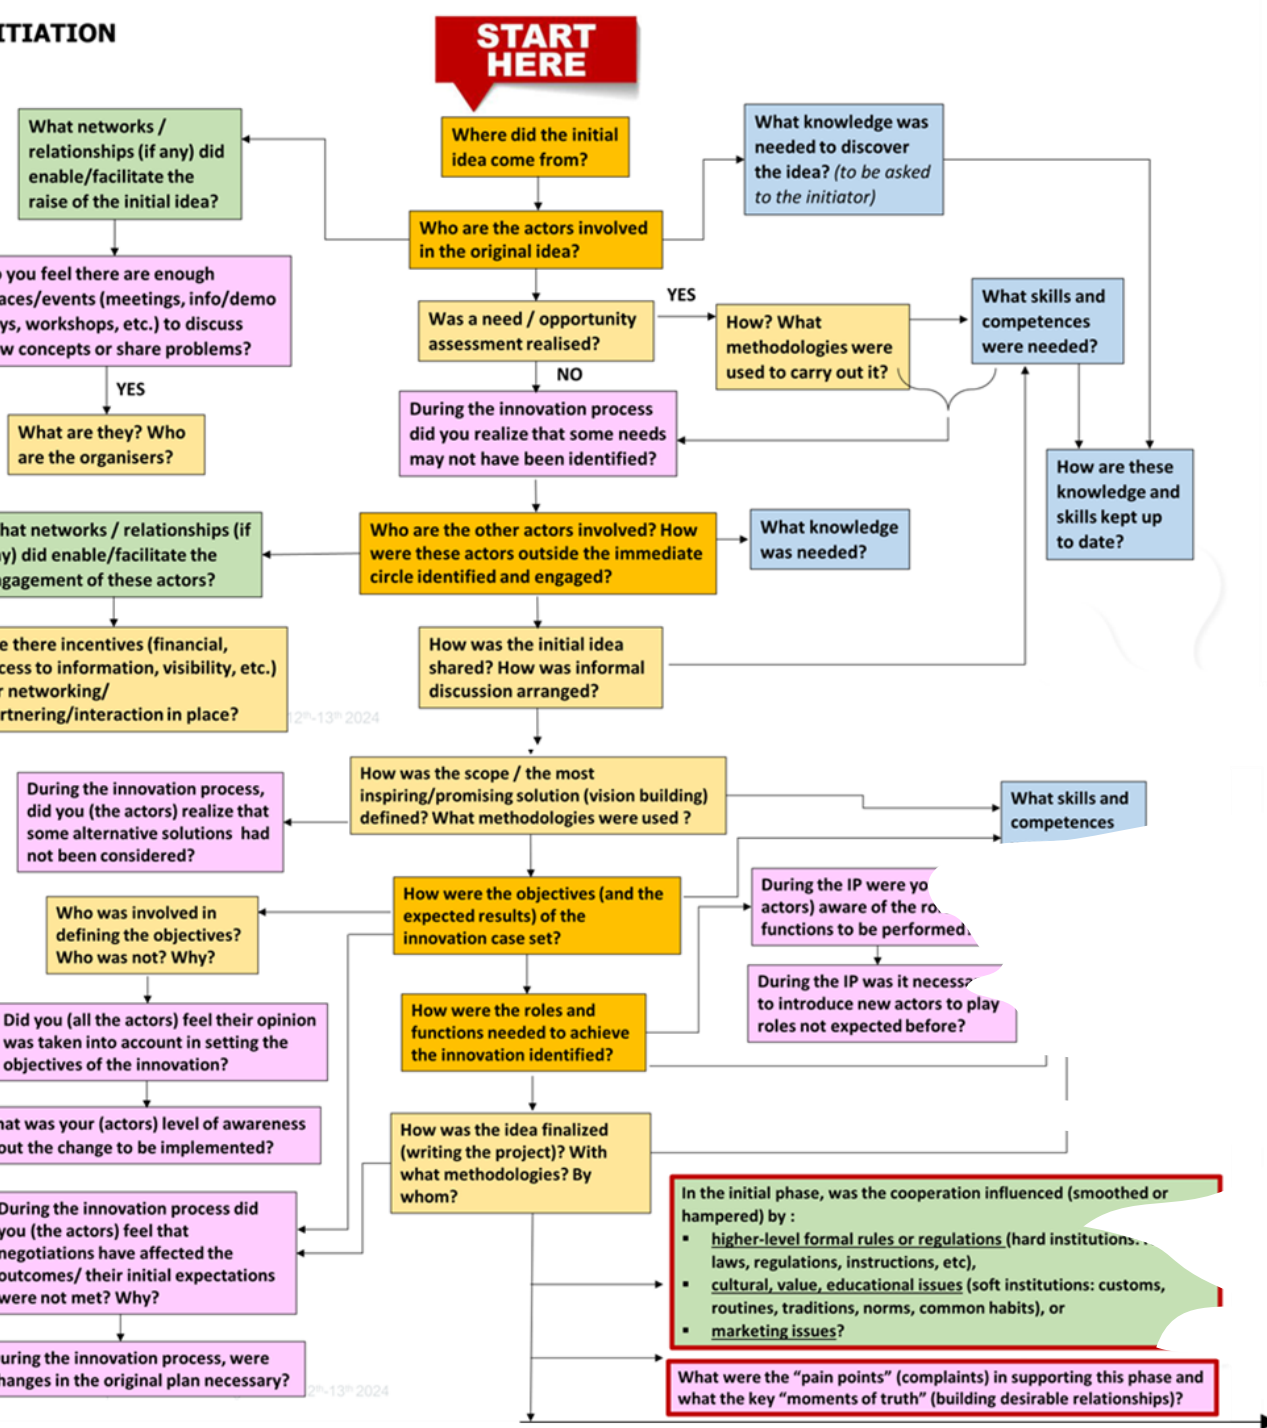 ITIATION
START
HERE
Where did the initial
idea come from?
What networks /
relationships (if any) did
enable/facilitate the
raise of the initial idea?
What knowledge was
needed to discover
the idea? (to be asked
to the initiator)
Who are the actors involved
in the original idea?
you feel there are enough
aces/events (meetings, info/demo
ys, workshops, etc.) to discuss
w concepts or share problems?
YES
What are they? Who
are the organisers?
Was a need / opportunity
assessment realised?
YES
How? What
methodologies were
used to carry out it?
What skills and
competences
were needed?
NO
During the innovation process
did you realize that some needs
may not have been identified?
How are these
knowledge and
skills kept up
to date?
hat networks / relationships (if
y) did enable/facilitate the
gagement of these actors?
Who are the other actors involved? How
were these actors outside the immediate
circle identified and engaged?
What knowledge
was needed?
e there incentives (financial,
cess to information, visibility, etc.)
r networking/
rtnering/interaction in place?
How was the initial idea
shared? How was informal
discussion arranged?
12th-13th 2024
During the innovation process,
did you (the actors) realize that
some alternative solutions had
not been considered?
How was the scope / the most
inspiring/promising solution (vision building)
defined? What methodologies were used ?
What skills and
competences
Who was involved in
defining the objectives?
Who was not? Why?
How were the objectives (and the
expected results) of the
innovation case set?
During the IP were yo
actors) aware of the ro
functions to be performed
During the IP was it necessa
to introduce new actors to play
roles not expected before?
Did you (all the actors) feel their opinion
was taken into account in setting the
objectives of the innovation?
How were the roles and
functions needed to achieve
the innovation identified?
hat was your (actors) level of awareness
out the change to be implemented?
How was the idea finalized
(writing the project)? With
what methodologies? By
whom?
During the innovation process did
you (the actors) feel that
negotiations have affected the
outcomes/ their initial expectations
were not met? Why?
uring the innovation process, were
hanges in the original plan necessary?
2th-13th 2024
In the initial phase, was the cooperation influenced (smoothed or
hampered) by :
▪ higher-level formal rules or regulations (hard institutions:
laws, regulations, instructions, etc),
▪ cultural, value, educational issues (soft institutions: customs,
routines, traditions, norms, common habits), or
▪ marketing issues?
What were the “pain points” (complaints) in supporting this phase and
what the key “moments of truth” (building desirable relationships)?